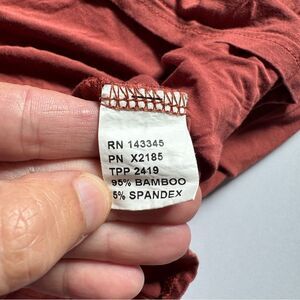 RN 143345
PN X2185
TPP 2419
95% BAMBOO
5% SPANDEX